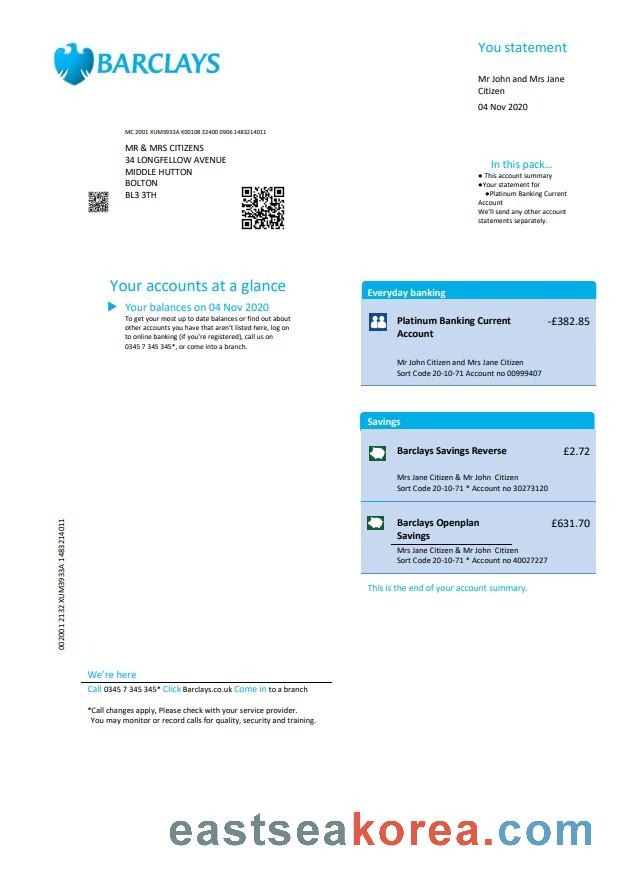 BARCLAYS
You statement
Mr John and Mrs Jane
Citizen
04 Nov 2020
MC 2001 XUM3933A K00108 32400 0906 1483214011
MR & MRS CITIZENS
34 LONGFELLOW AVENUE
MIDDLE HUTTON
BOLTON
BL3 3TH
In this pack...
● This account summary
●Your statement for
●Platinum Banking Current
Account
We'll send any other account
statements separately.
Your accounts at a glance
Your balances on 04 Nov 2020
To get your most up to date balances or find out about
other accounts you have that aren't listed here, log on
to online banking (if you're registered), call us on
0345 7 345 345*, or come into a branch.
Everyday banking
Platinum Banking Current -£382.85
Account
Mr John Citizen and Mrs Jane Citizen
Sort Code 20-10-71 Account no 00999407
Savings
Barclays Savings Reverse £2.72
Mrs Jane Citizen & Mr John Citizen
Sort Code 20-10-71 * Account no 30273120
Barclays Openplan £631.70
Savings
Mrs Jane Citizen & Mr John Citizen
Sort Code 20-10-71 * Account no 40027227
This is the end of your account summary.
002001 2132 XUM3933A 1483214011
We're here
Call 0345 7 345 345* Click Barclays.co.uk Come in to a branch
*Call changes apply, Please check with your service provider.
You may monitor or record calls for quality, security and training.
eastseakorea.com